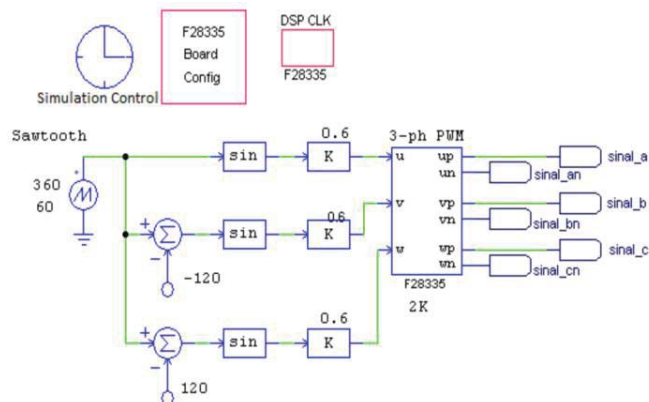 DSP CLK
F28335
Board
Config
F28335
Simulation Control
Sawtooth
360
60
sin
0.6
K
3-ph PWM
u
up
un
v
vp
vn
w
wp
wn
F28335
2K
sinal_a
sinal_an
sinal_b
sinal_bn
sinal_c
sinal_cn
+
Σ
−
-120
sin
0.6
K
+
Σ
−
120
sin
0.6
K